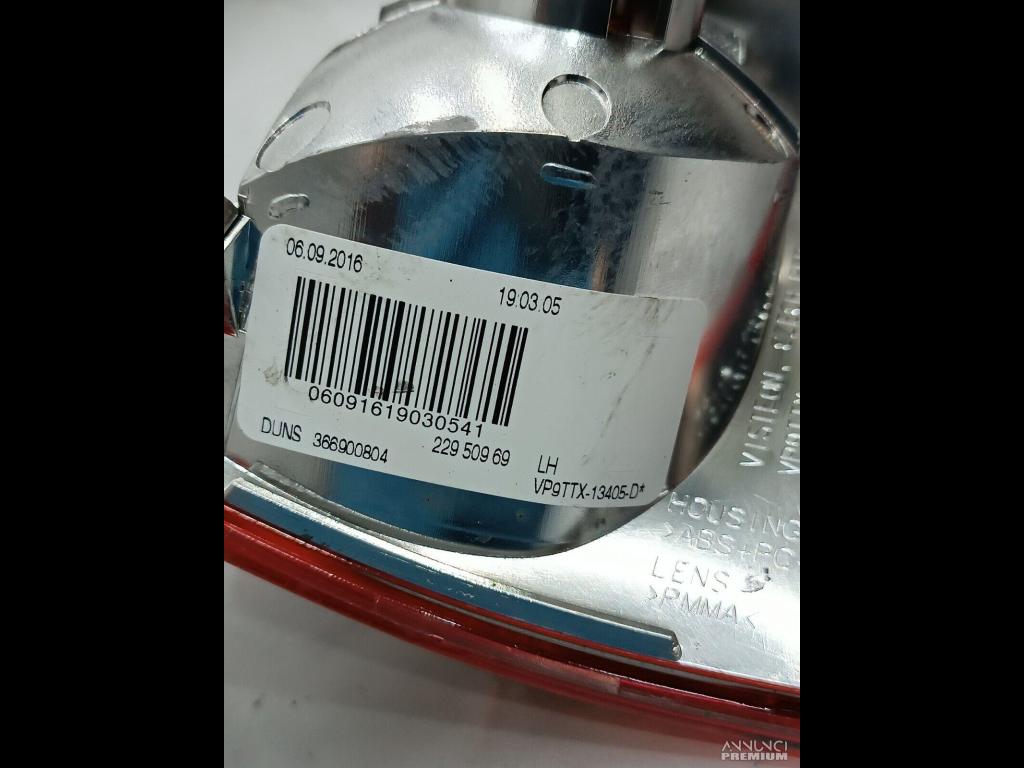 06.09.2016
19:03.05
06091619030541
DUNS 366900804
229 509 69
LH
VP9TTX-13405-D*
VISTEON,
HOUSING
>ABS+PC
LENS
>PMMA<
ANNUNCI
PREMIUM